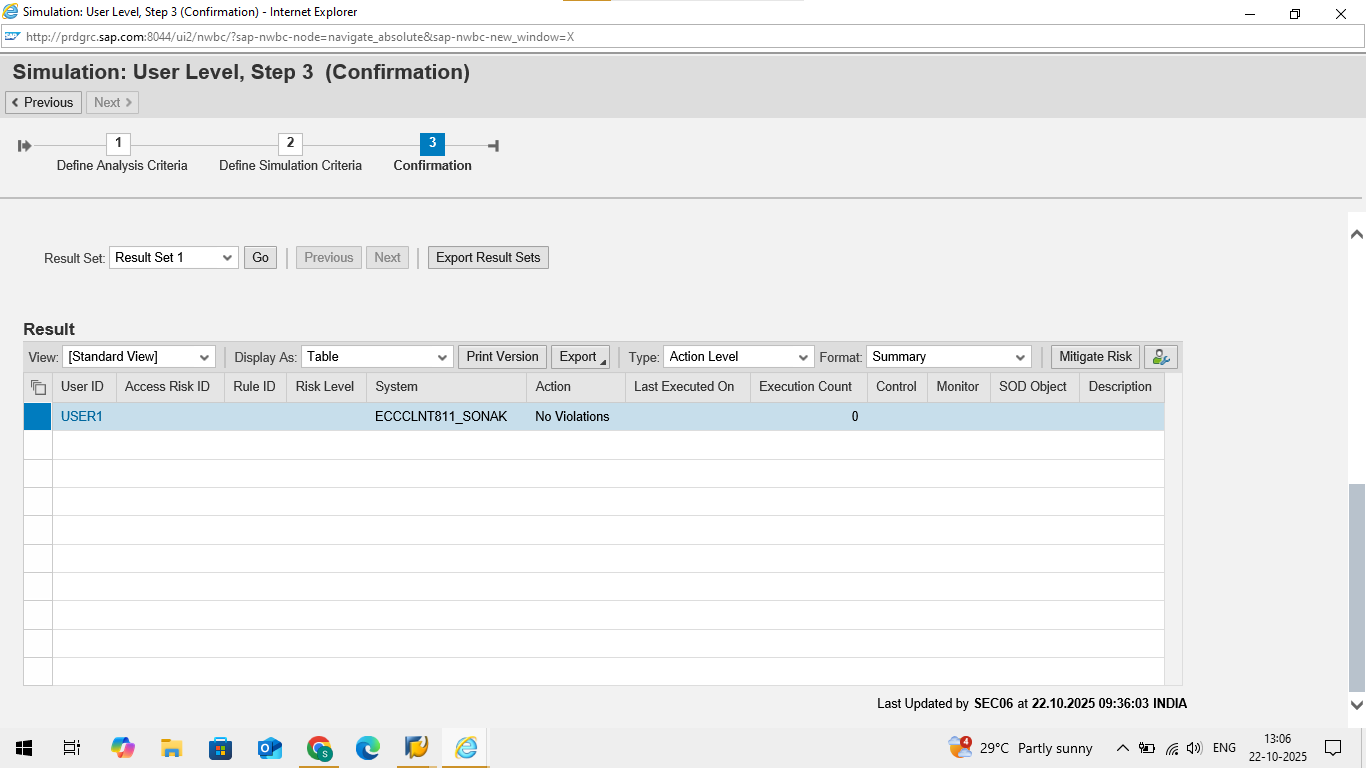 Simulation: User Level, Step 3 (Confirmation) - Internet Explorer
SAP http://prdgrc.sap.com:8044/ui2/nwbc/?sap-nwbc-node=navigate_absolute&sap-nwbc-new_window=X
Simulation: User Level, Step 3 (Confirmation)
Previous Next
1 2 3
Define Analysis Criteria Define Simulation Criteria Confirmation
Result Set: Result Set 1 Go Previous Next Export Result Sets
Result
View: [Standard View] Display As: Table Print Version Export Type: Action Level Format: Summary Mitigate Risk
User ID Access Risk ID Rule ID Risk Level System Action Last Executed On Execution Count Control Monitor SOD Object Description
USER1 ECCCLNT811_SONAK No Violations 0
Last Updated by SEC06 at 22.10.2025 09:36:03 INDIA
4 29°C Partly sunny ENG 13:06
22-10-2025